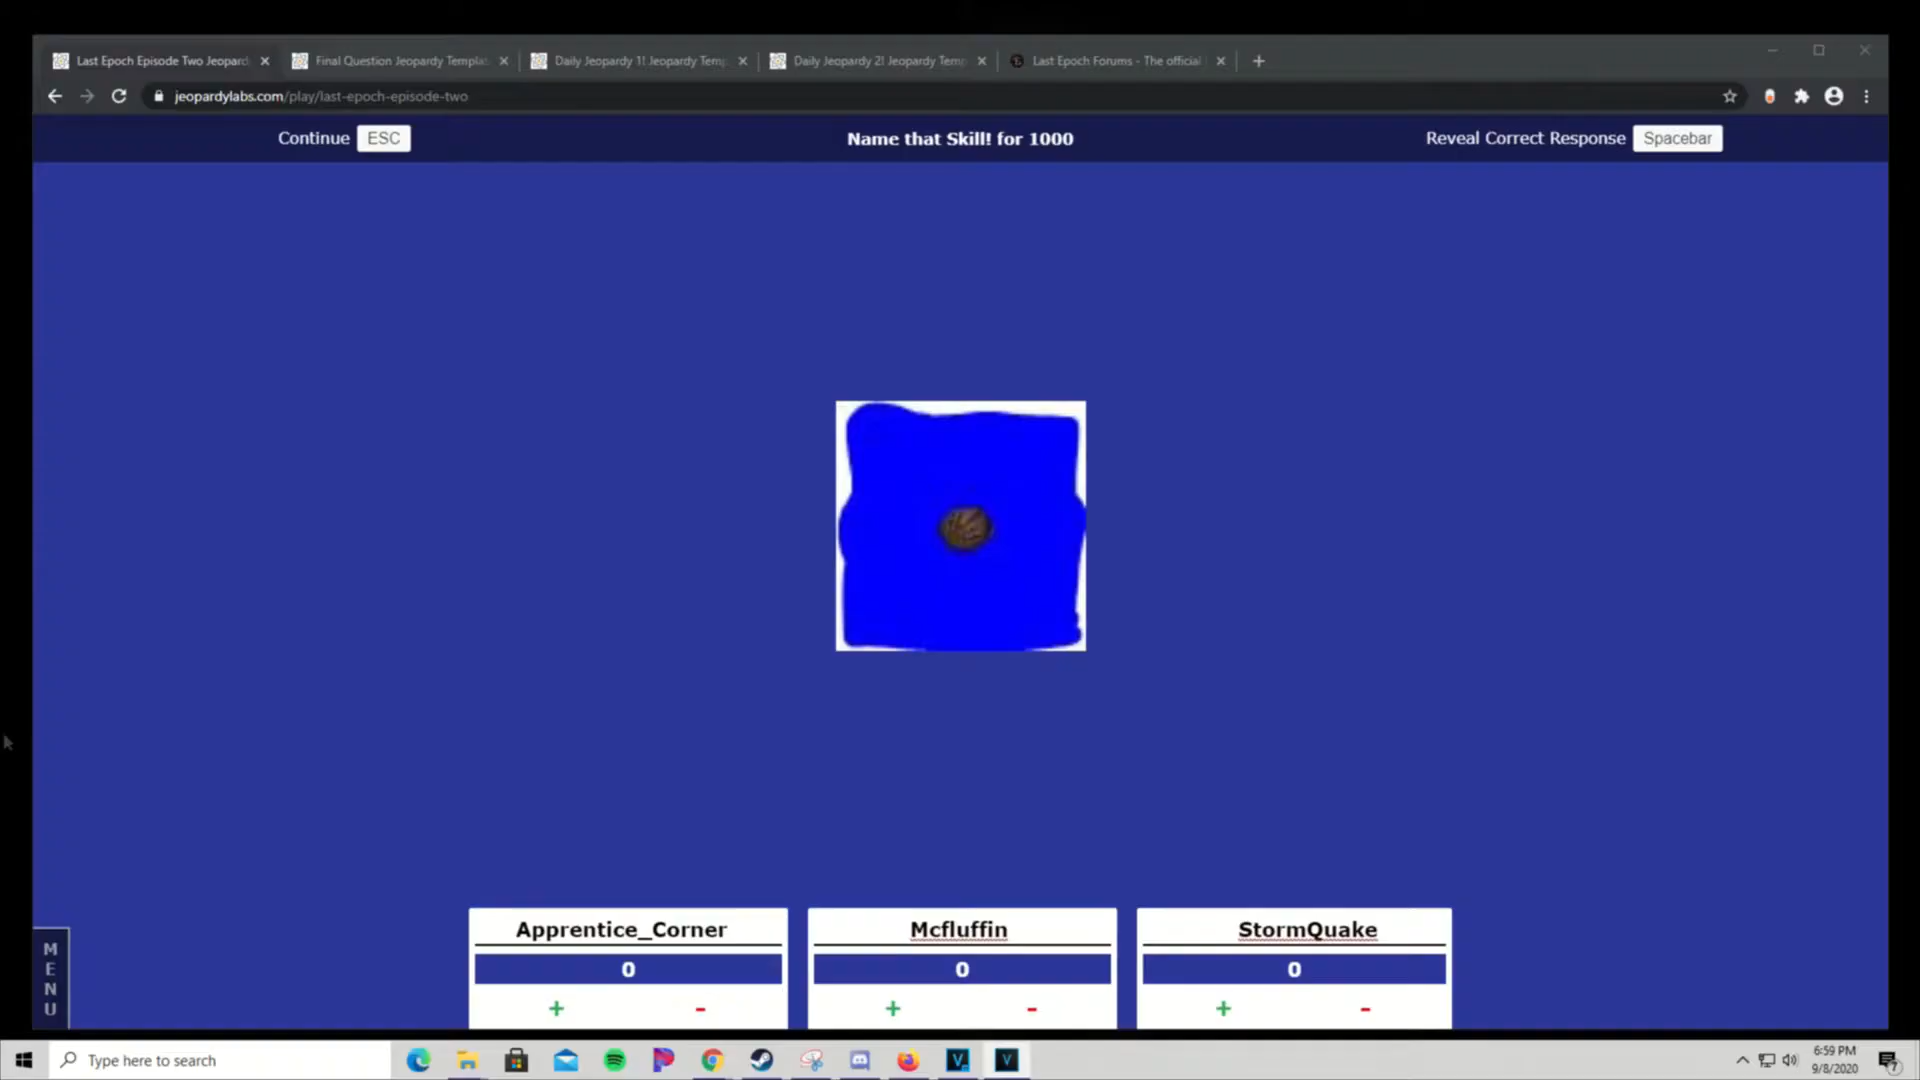 Last Epoch Episode Two Jeopard
Final Question Jeopardy Templat
Daily Jeopardy 1! Jeopardy Temp
Daily Jeopardy 2! Jeopardy Temp
Last Epoch Forums - The official
jeopardylabs.com/play/last-epoch-episode-two
Continue ESC
Name that Skill! for 1000
Reveal Correct Response Spacebar
Apprentice_Corner
0
+ -
Mcfluffin
0
+ -
StormQuake
0
+ -
MENU
Type here to search
6:59 PM
9/8/2020
7